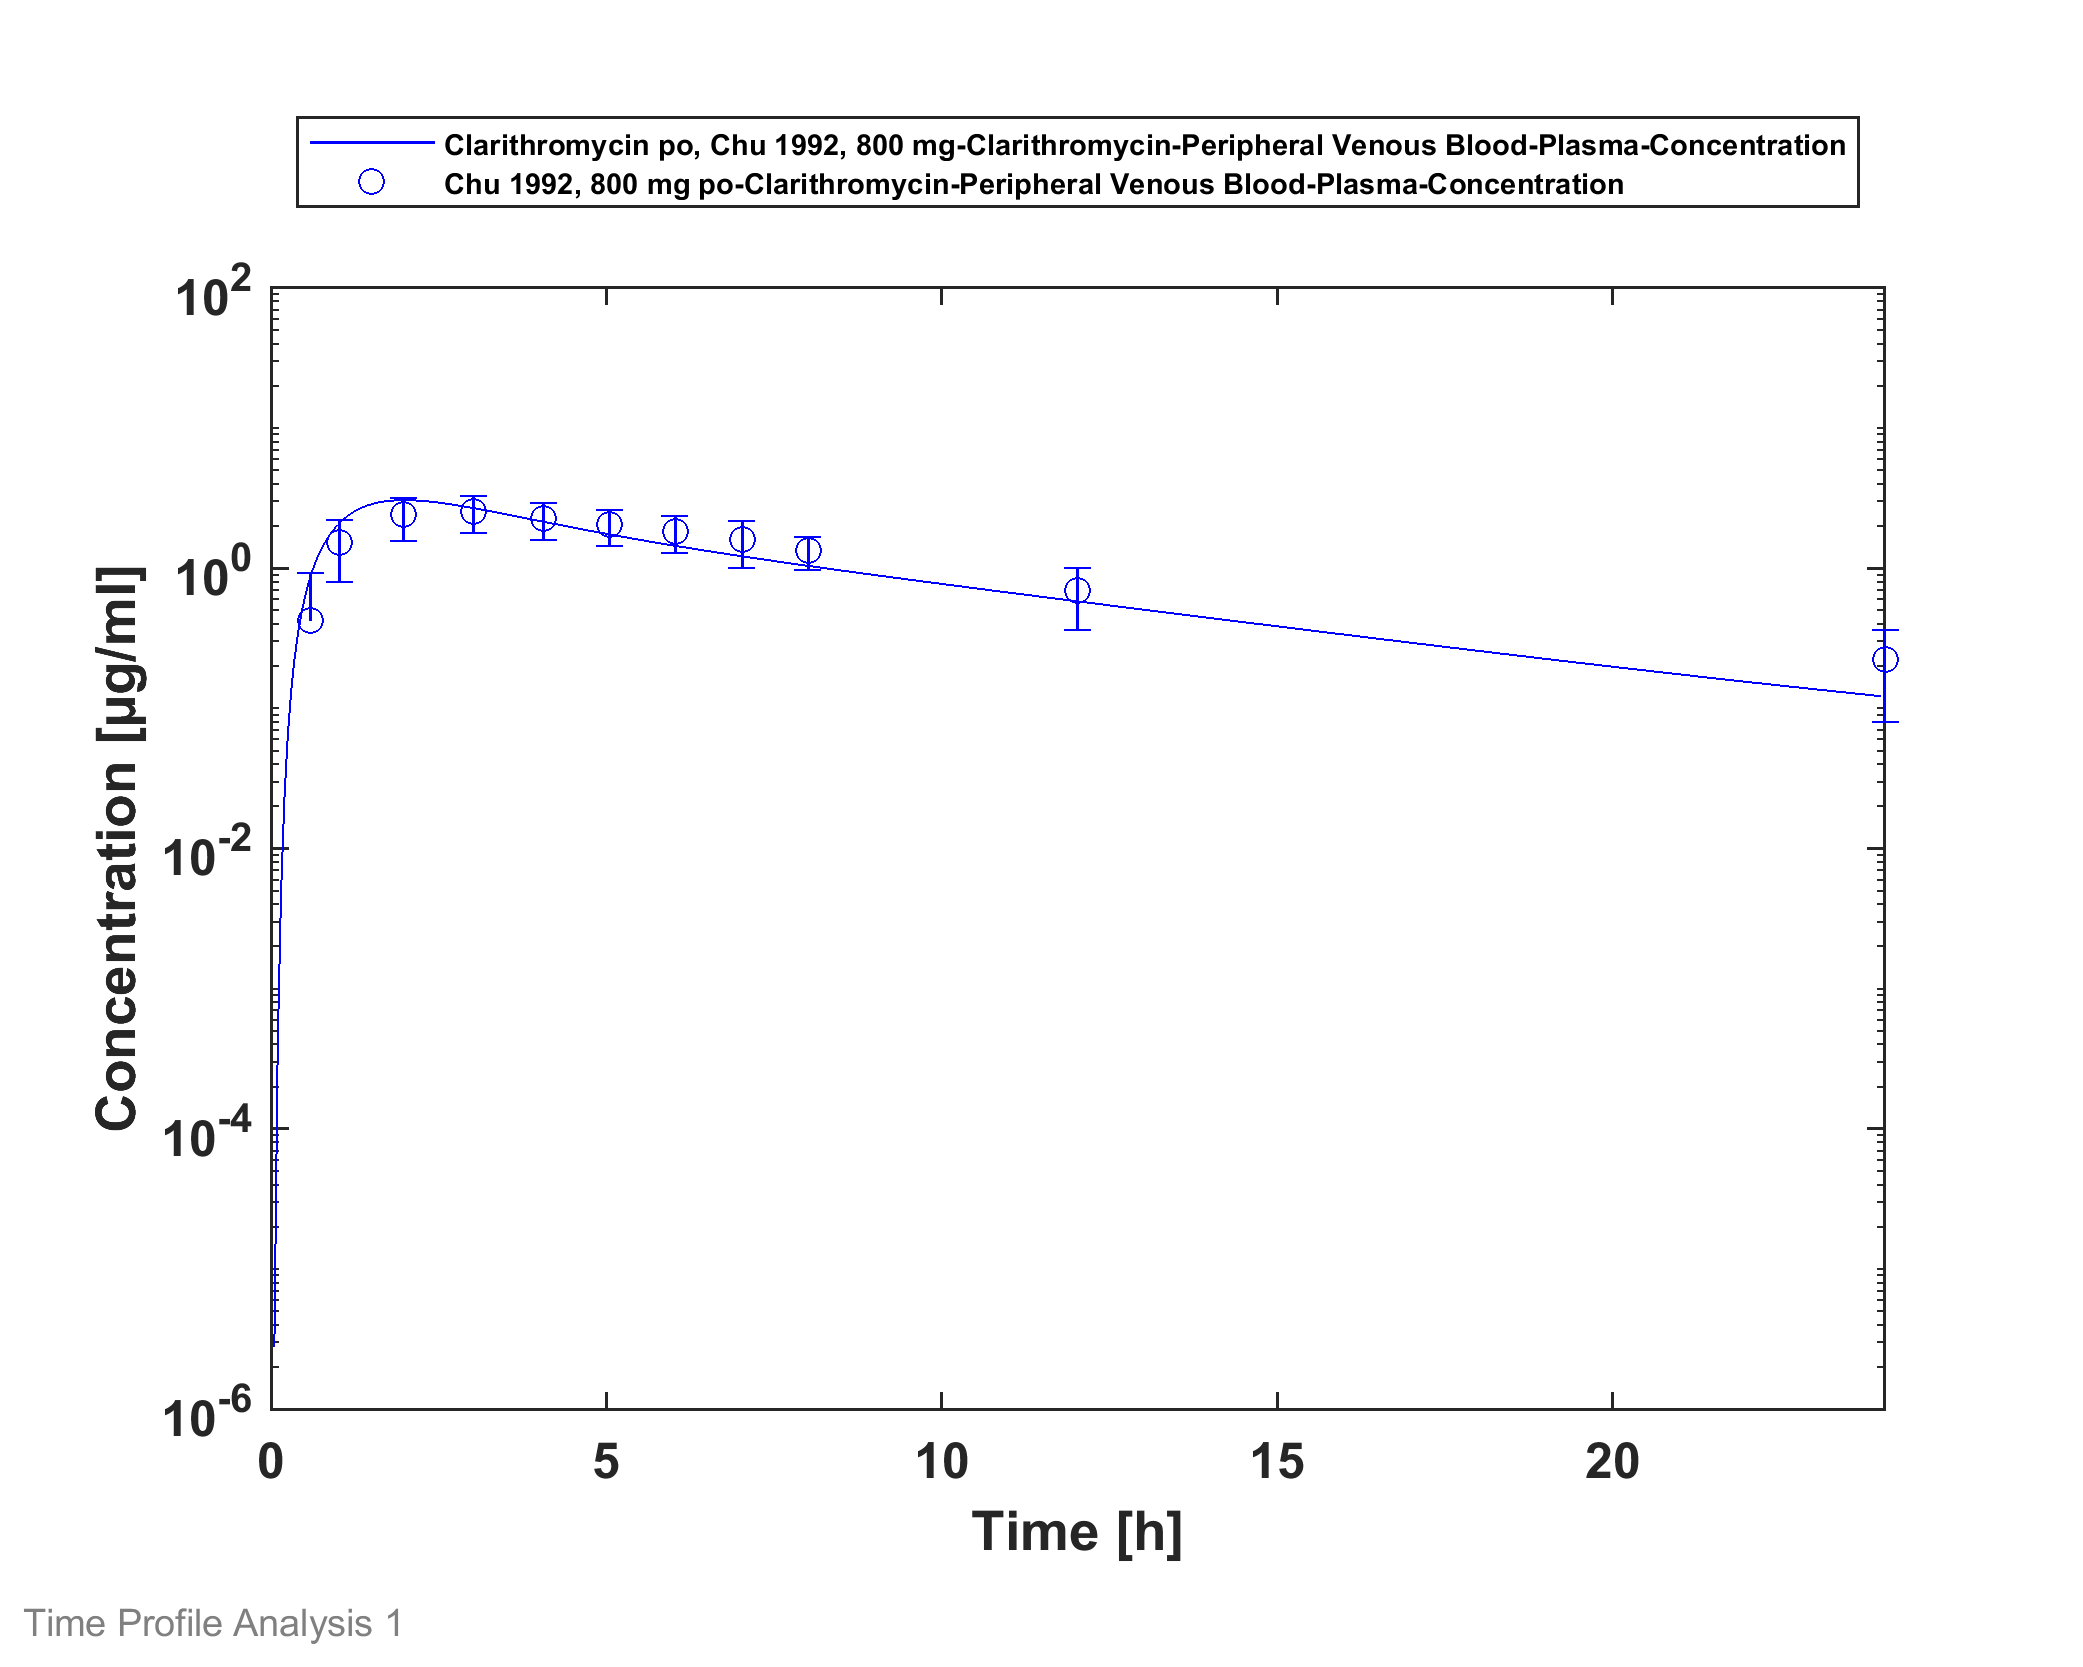 Clarithromycin po, Chu 1992, 800 mg-Clarithromycin-Peripheral Venous Blood-Plasma-Concentration
Chu 1992, 800 mg po-Clarithromycin-Peripheral Venous Blood-Plasma-Concentration
10^2
10^0
10^-2
10^-4
10^-6
Concentration [µg/ml]
0 5 10 15 20
Time [h]
Time Profile Analysis 1